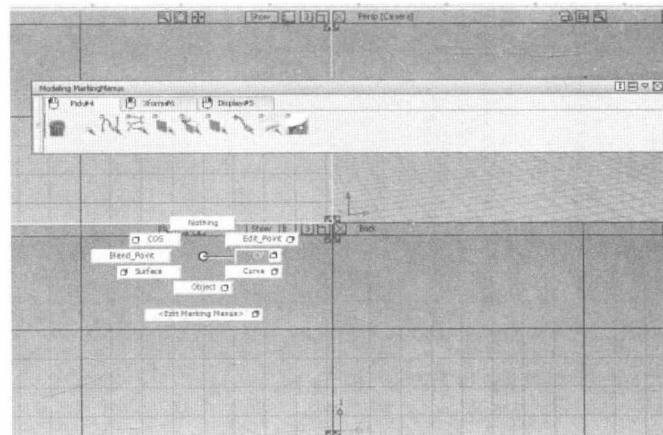 Show
Persp [Camera]
Modeling MarkingMenus
Pick#4 Xform#6 Display#5
Nothing
Show
Back
COS Edit_Point
Blend_Point CV
Surface Curve
Object
<Edit Marking Menus>